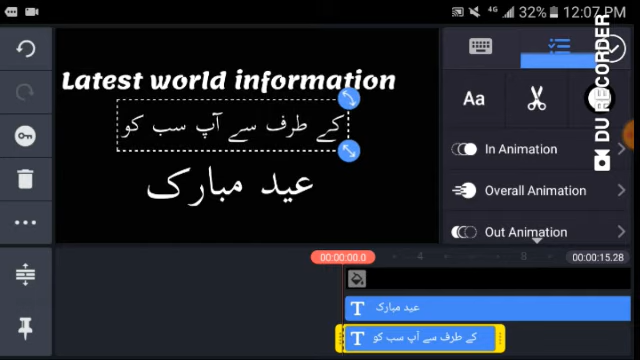 4G 32% 12:07 PM
Latest world information
کے طرف سے آپ سب کو
عید مبارک
Aa
In Animation
Overall Animation
Out Animation
DU RECORDER
00:00:00.0 4 8 00:00:15.28
T عید مبارک
T کے طرف سے آپ سب کو